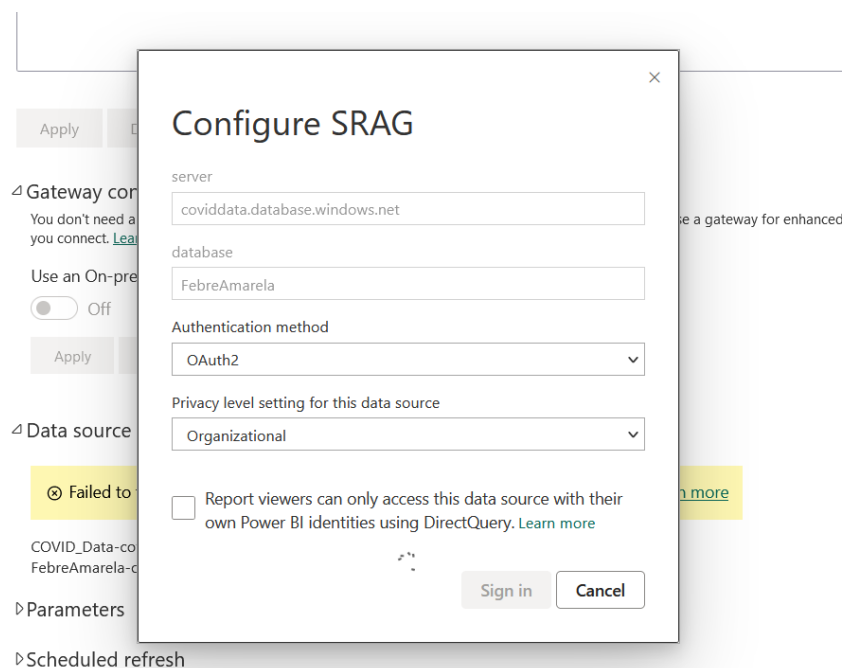 ×
Configure SRAG
server
coviddata.database.windows.net
database
FebreAmarela
Authentication method
OAuth2
Privacy level setting for this data source
Organizational
Report viewers can only access this data source with their
own Power BI identities using DirectQuery. Learn more
Sign in
Cancel
Apply
Gateway
You don't need a
se a gateway for enhanced
you connect.
Use an On-pre
Off
Apply
Data source
Failed to
more
COVID_Data-co
FebreAmarela-c
Parameters
Scheduled refresh